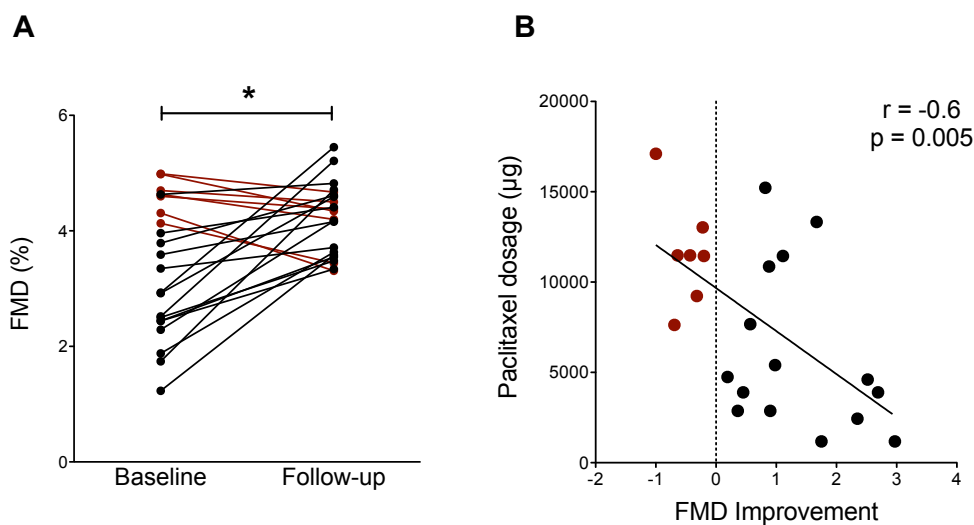 A
*
FMD (%)
6
4
2
0
Baseline Follow-up
B
r = -0.6
p = 0.005
Paclitaxel dosage (µg)
20000
15000
10000
5000
0
-2 -1 0 1 2 3 4
FMD Improvement